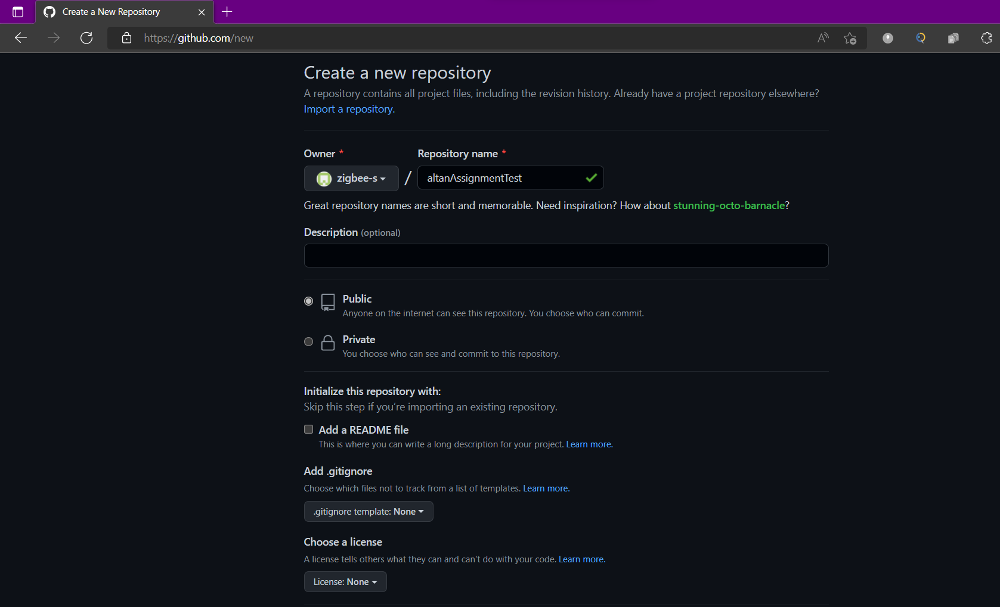 Create a New Repository
https://github.com/new
Create a new repository
A repository contains all project files, including the revision history. Already have a project repository elsewhere?
Import a repository.
Owner * Repository name *
zigbee-s / altanAssignmentTest
Great repository names are short and memorable. Need inspiration? How about stunning-octo-barnacle?
Description (optional)
Public
Anyone on the internet can see this repository. You choose who can commit.
Private
You choose who can see and commit to this repository.
Initialize this repository with:
Skip this step if you’re importing an existing repository.
Add a README file
This is where you can write a long description for your project. Learn more.
Add .gitignore
Choose which files not to track from a list of templates. Learn more.
.gitignore template: None
Choose a license
A license tells others what they can and can't do with your code. Learn more.
License: None